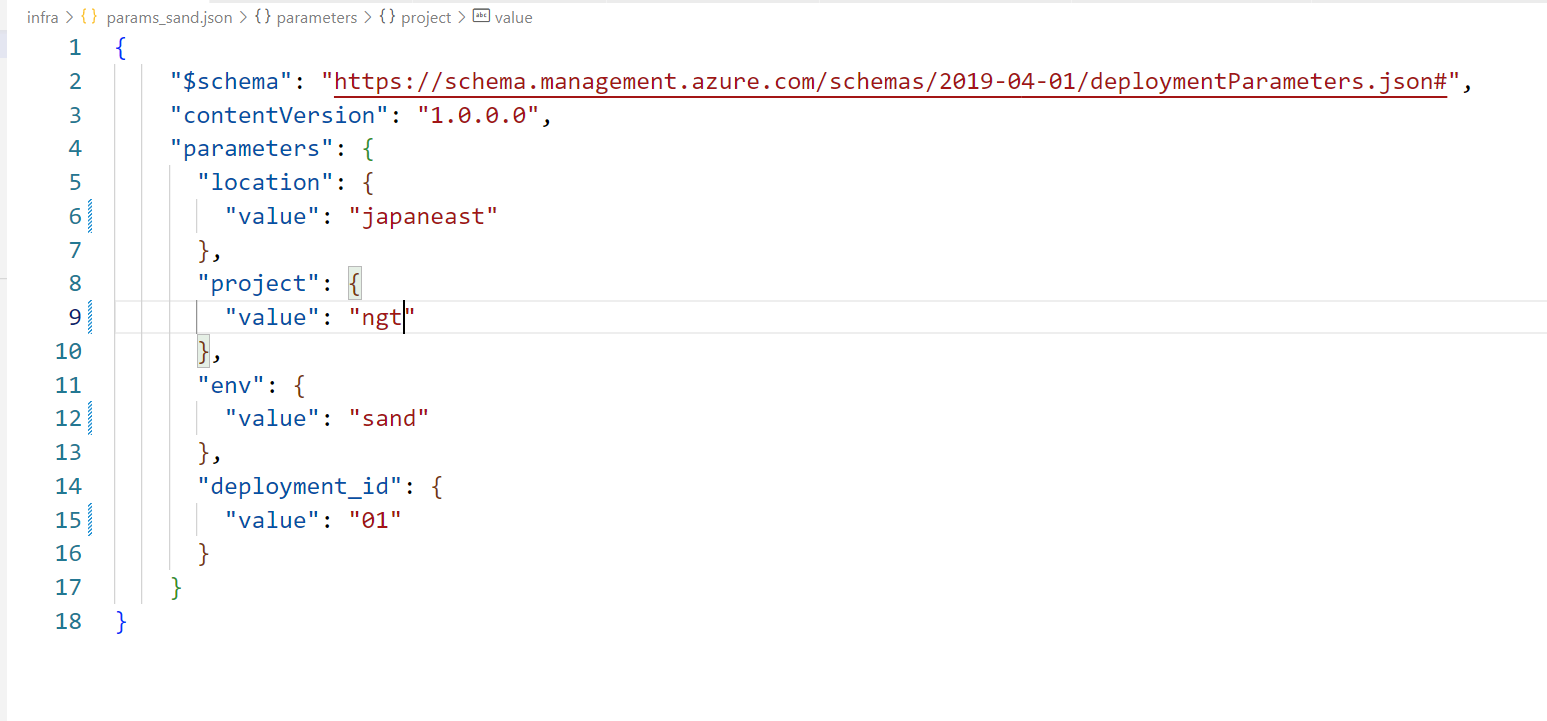 infra > {} params_sand.json > {} parameters > {} project > abc value
1 {
2 "$schema": "https://schema.management.azure.com/schemas/2019-04-01/deploymentParameters.json#",
3 "contentVersion": "1.0.0.0",
4 "parameters": {
5 "location": {
6 "value": "japaneast"
7 },
8 "project": {
9 "value": "ngt"
10 },
11 "env": {
12 "value": "sand"
13 },
14 "deployment_id": {
15 "value": "01"
16 }
17 }
18 }